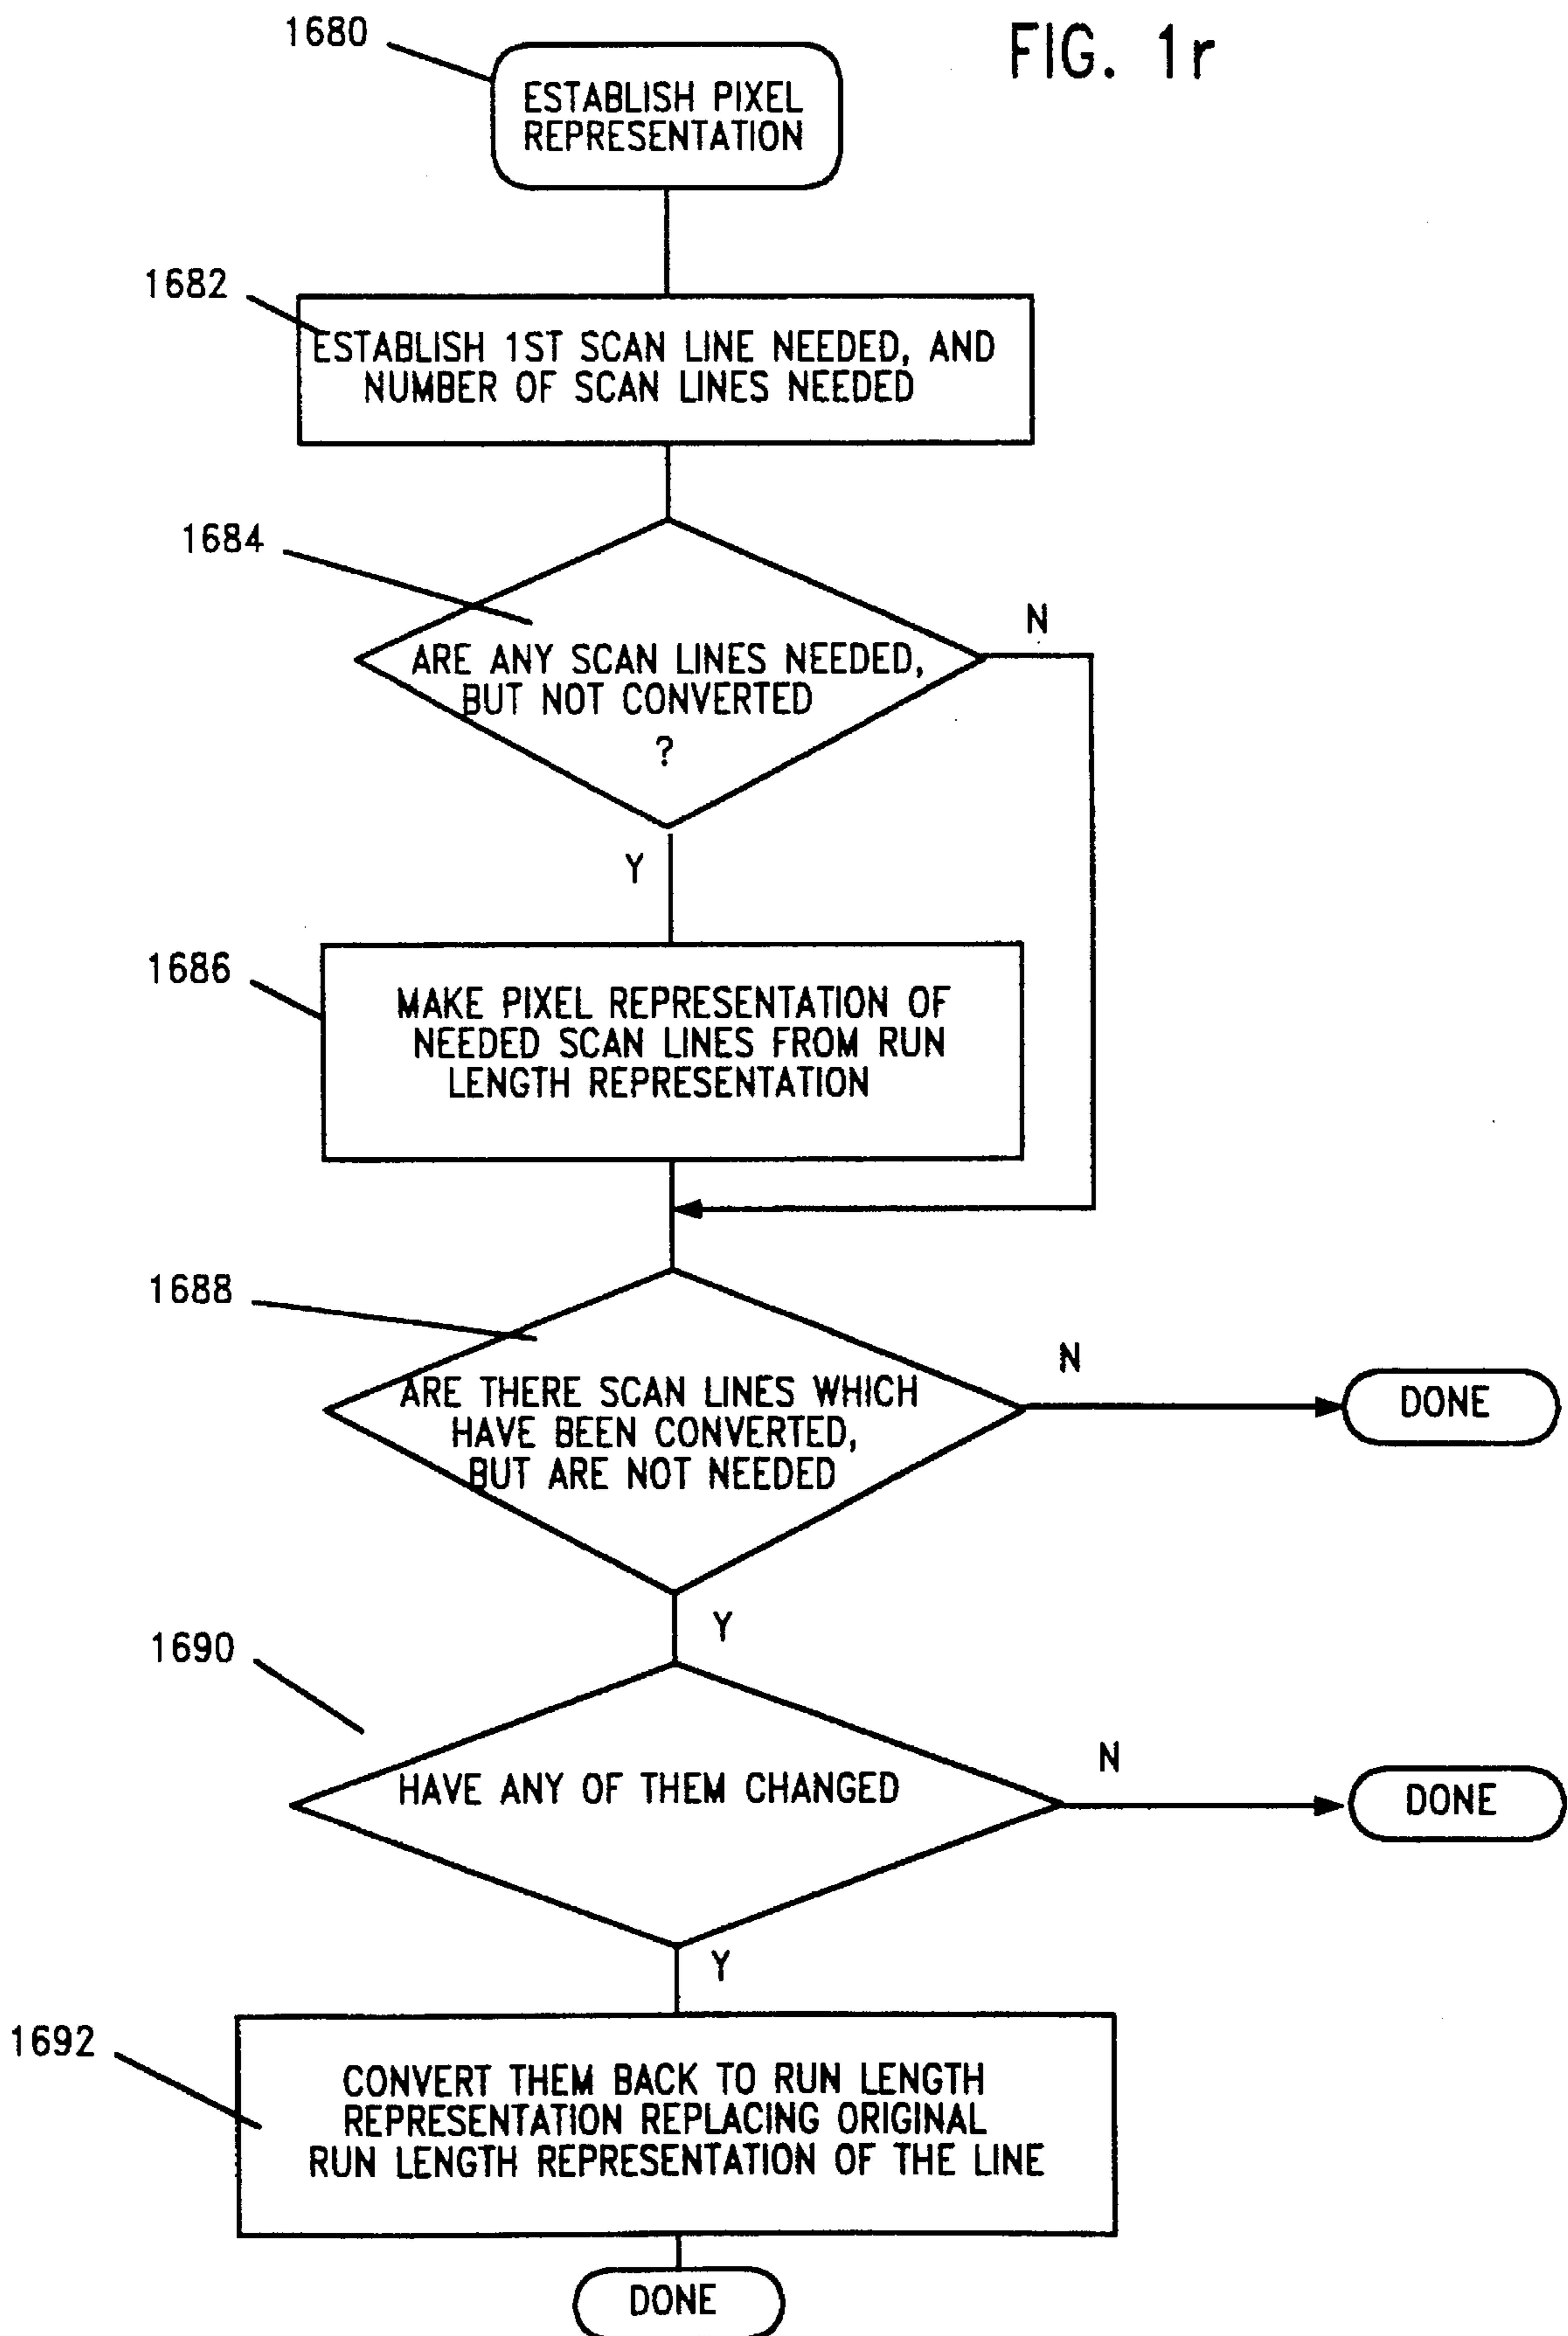 1680
FIG. 1r
ESTABLISH PIXEL
REPRESENTATION
1682
ESTABLISH 1ST SCAN LINE NEEDED, AND
NUMBER OF SCAN LINES NEEDED
1684
N
ARE ANY SCAN LINES NEEDED,
BUT NOT CONVERTED
?
Y
1686
MAKE PIXEL REPRESENTATION OF
NEEDED SCAN LINES FROM RUN
LENGTH REPRESENTATION
1688
N
ARE THERE SCAN LINES WHICH
HAVE BEEN CONVERTED,
BUT ARE NOT NEEDED
DONE
Y
1690
N
HAVE ANY OF THEM CHANGED
DONE
Y
1692
CONVERT THEM BACK TO RUN LENGTH
REPRESENTATION REPLACING ORIGINAL
RUN LENGTH REPRESENTATION OF THE LINE
DONE